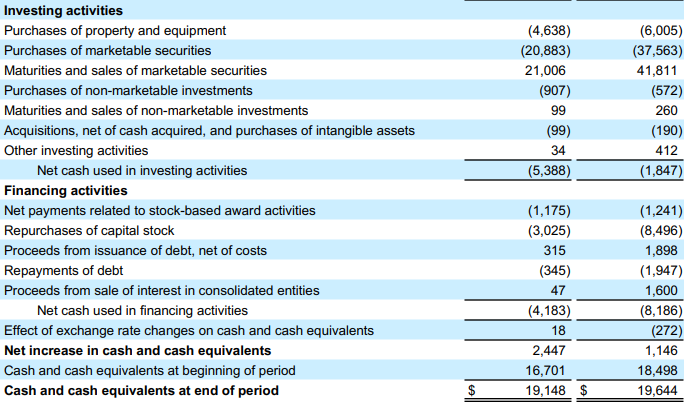 Investing activities
Purchases of property and equipment (4,638) (6,005)
Purchases of marketable securities (20,883) (37,563)
Maturities and sales of marketable securities 21,006 41,811
Purchases of non-marketable investments (907) (572)
Maturities and sales of non-marketable investments 99 260
Acquisitions, net of cash acquired, and purchases of intangible assets (99) (190)
Other investing activities 34 412
Net cash used in investing activities (5,388) (1,847)
Financing activities
Net payments related to stock-based award activities (1,175) (1,241)
Repurchases of capital stock (3,025) (8,496)
Proceeds from issuance of debt, net of costs 315 1,898
Repayments of debt (345) (1,947)
Proceeds from sale of interest in consolidated entities 47 1,600
Net cash used in financing activities (4,183) (8,186)
Effect of exchange rate changes on cash and cash equivalents 18 (272)
Net increase in cash and cash equivalents 2,447 1,146
Cash and cash equivalents at beginning of period 16,701 18,498
Cash and cash equivalents at end of period $ 19,148 $ 19,644